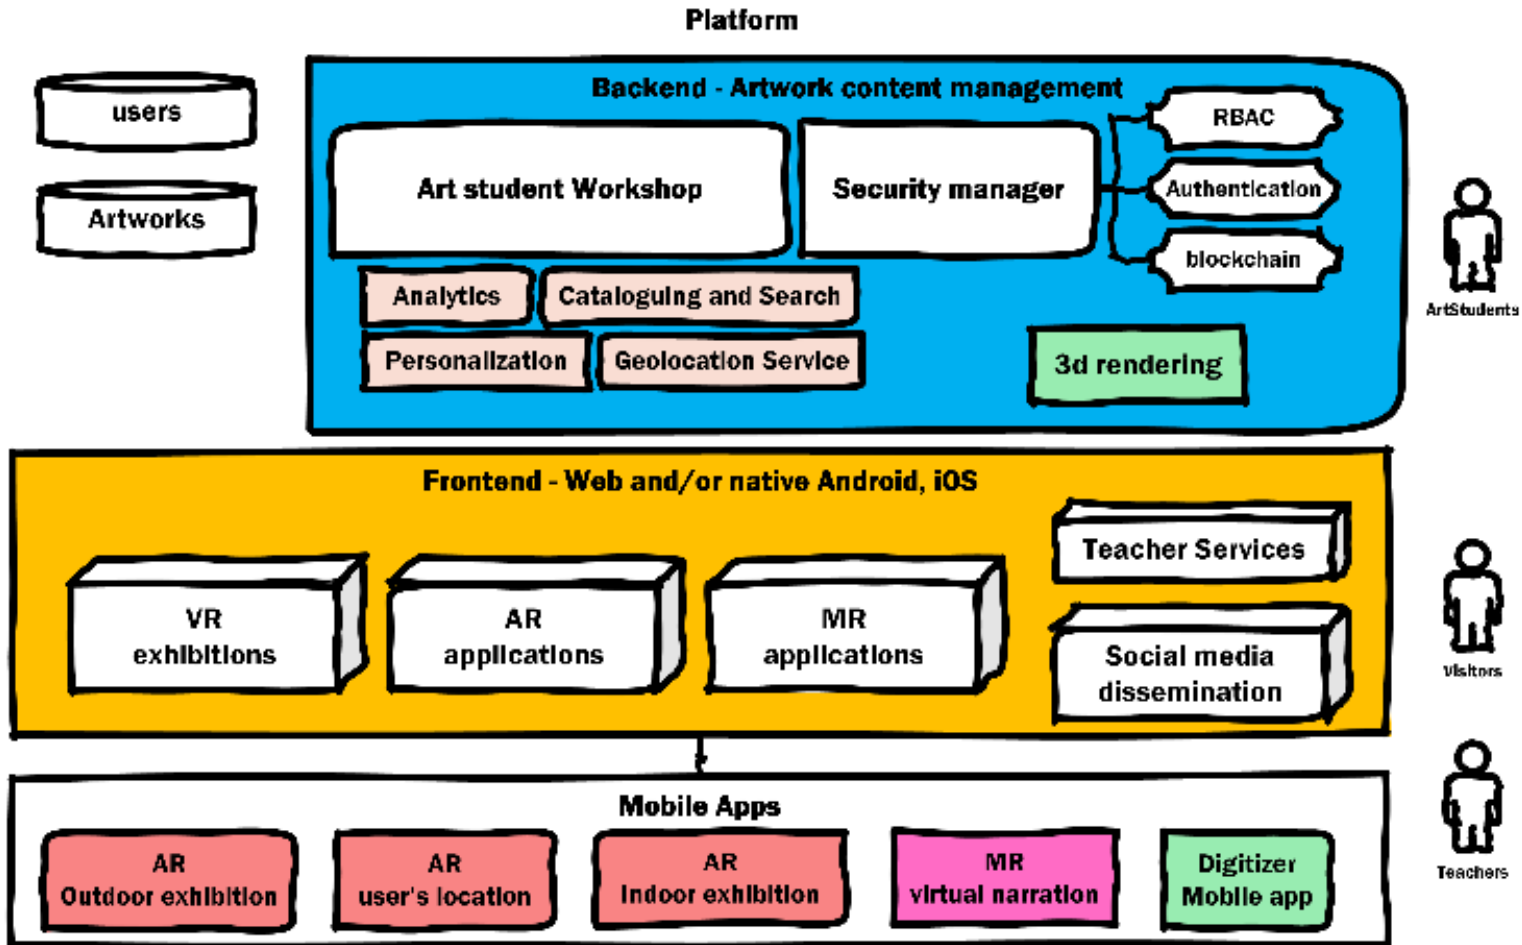 Platform
users
Artworks
Backend - Artwork content management
Art student Workshop
Security manager
RBAC
Authentication
blockchain
Analytics
Cataloguing and Search
Personalization
Geolocation Service
3d rendering
ArtStudents
Frontend - Web and/or native Android, iOS
VR
exhibitions
AR
applications
MR
applications
Teacher Services
Social media
dissemination
Visitors
Mobile Apps
AR
Outdoor exhibition
AR
user's location
AR
Indoor exhibition
MR
virtual narration
Digitizer
Mobile app
Teachers